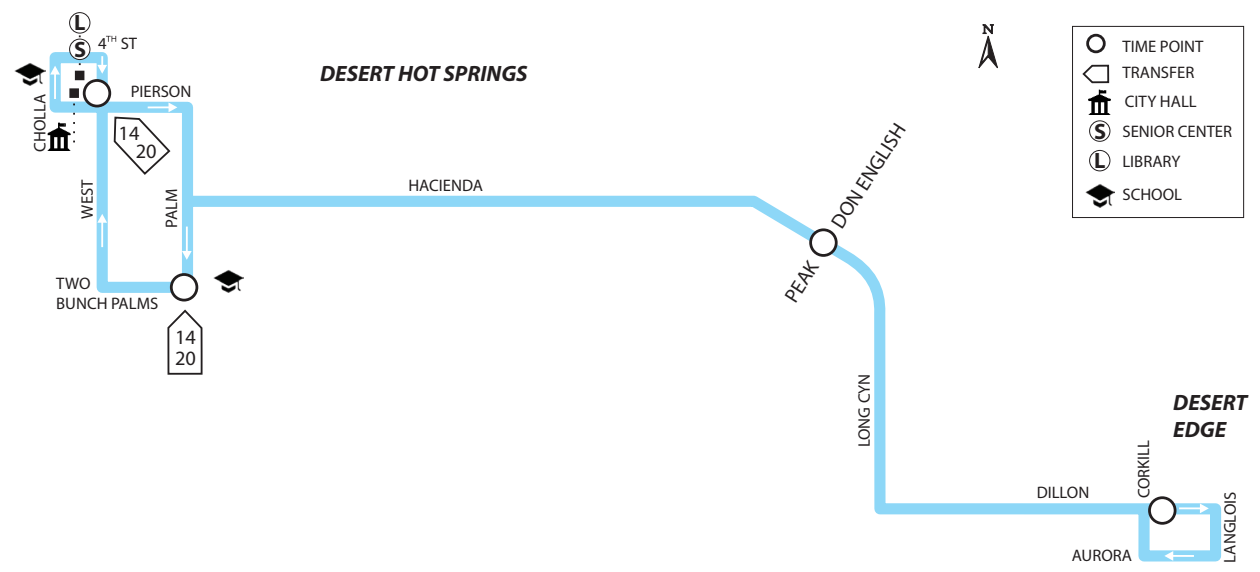 L
S
4TH ST
DESERT HOT SPRINGS
N
TIME POINT
TRANSFER
CITY HALL
S
SENIOR CENTER
L
LIBRARY
SCHOOL
PIERSON
CHOLLA
14
20
WEST
PALM
HACIENDA
DON ENGLISH
PEAK
TWO
BUNCH PALMS
14
20
LONG CYN
DESERT
EDGE
CORKILL
DILLON
LANGLOIS
AURORA